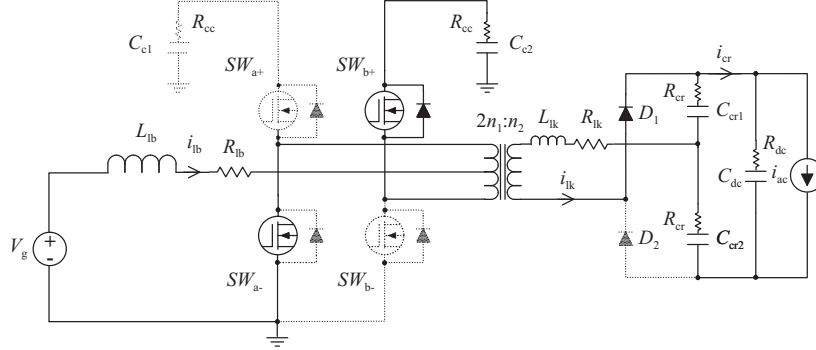 R_cc
C_c1
R_cc
C_c2
SW_a+
SW_b+
i_cr
R_cr
C_cr1
D_1
2n_1:n_2
L_lk
R_lk
L_lb
i_lb
R_lb
R_dc
C_dc
i_ac
i_lk
R_cr
C_cr2
D_2
V_g
+
-
SW_a-
SW_b-